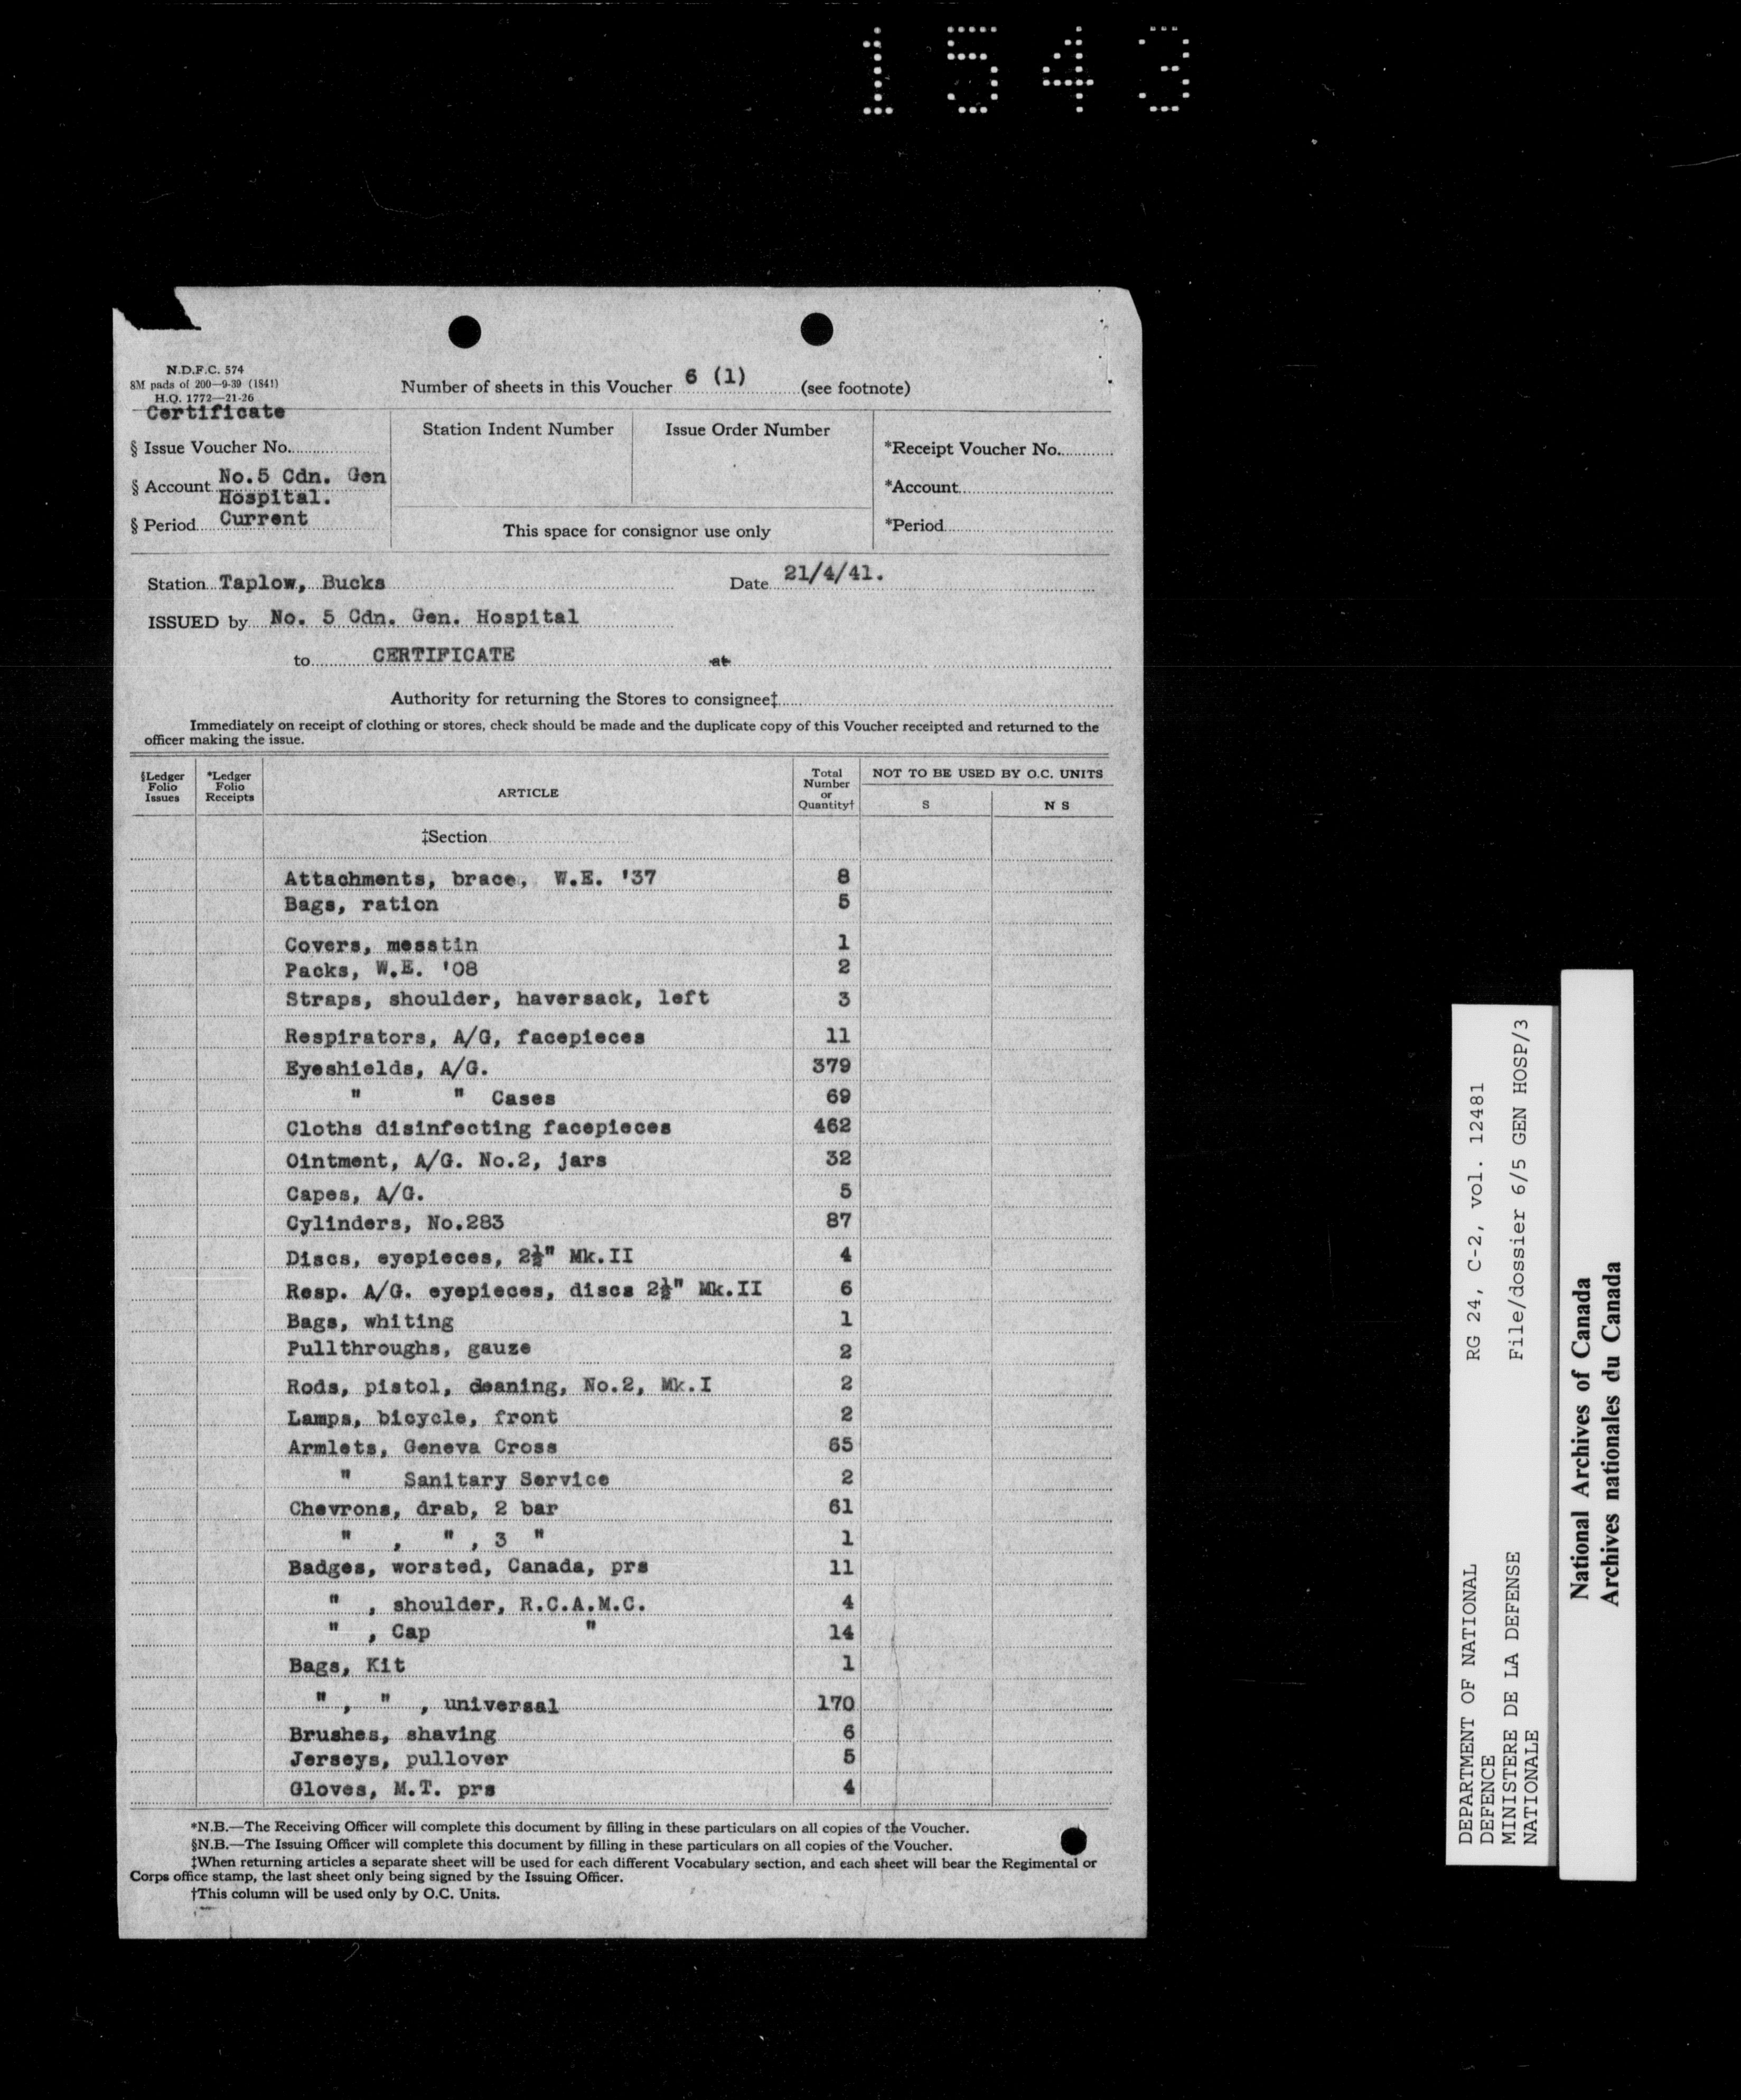 1543
N.D.F.C. 574
8M pads of 200—9-39 (1841)
H.Q. 1772—21-26
Number of sheets in this Voucher 6 (1) (see footnote)
Certificate
§ Issue Voucher No.
§ Account No.5 Cdn. Gen
Hospital.
§ Period Current
Station Indent Number
Issue Order Number
This space for consignor use only
*Receipt Voucher No.
*Account
*Period
Station Taplow, Bucks Date 21/4/41.
ISSUED by No. 5 Cdn. Gen. Hospital
to CERTIFICATE at
Authority for returning the Stores to consignee‡
Immediately on receipt of clothing or stores, check should be made and the duplicate copy of this Voucher receipted and returned to the
officer making the issue.
§Ledger Folio Issues *Ledger Folio Receipts ARTICLE Total Number or Quantity† NOT TO BE USED BY O.C. UNITS
S N S
‡Section
Attachments, brace, W.E. '37 8
Bags, ration 5
Covers, messtin 1
Packs, W.E. '08 2
Straps, shoulder, haversack, left 3
Respirators, A/G, facepieces 11
Eyeshields, A/G. 379
" " Cases 69
Cloths disinfecting facepieces 462
Ointment, A/G. No.2, jars 32
Capes, A/G. 5
Cylinders, No.283 87
Discs, eyepieces, 2½" Mk.II 4
Resp. A/G. eyepieces, discs 2½" Mk.II 6
Bags, whiting 1
Pullthroughs, gauze 2
Rods, pistol, deaning, No.2, Mk.I 2
Lamps, bicycle, front 2
Armlets, Geneva Cross 65
" Sanitary Service 2
Chevrons, drab, 2 bar 61
" , " , 3 " 1
Badges, worsted, Canada, prs 11
" , shoulder, R.C.A.M.C. 4
" , Cap " 14
Bags, Kit 1
" , " , universal 170
Brushes, shaving 6
Jerseys, pullover 5
Gloves, M.T. prs 4
*N.B.—The Receiving Officer will complete this document by filling in these particulars on all copies of the Voucher.
§N.B.—The Issuing Officer will complete this document by filling in these particulars on all copies of the Voucher.
‡When returning articles a separate sheet will be used for each different Vocabulary section, and each sheet will bear the Regimental or
Corps office stamp, the last sheet only being signed by the Issuing Officer.
†This column will be used only by O.C. Units.
DEPARTMENT OF NATIONAL RG 24, C-2, vol. 12481
DEFENCE
MINISTERE DE LA DEFENSE File/dossier 6/5 GEN HOSP/3
NATIONALE
National Archives of Canada
Archives nationales du Canada